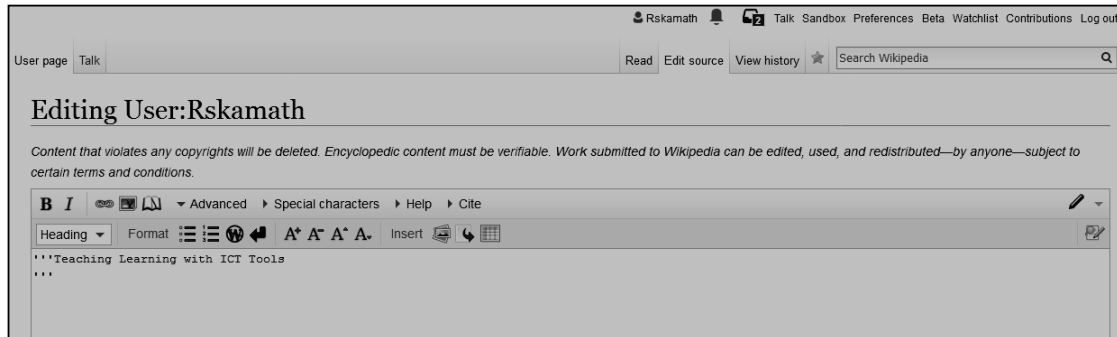 Rskamath 2 Talk Sandbox Preferences Beta Watchlist Contributions Log out
User page Talk Read Edit source View history Search Wikipedia
Editing User:Rskamath
Content that violates any copyrights will be deleted. Encyclopedic content must be verifiable. Work submitted to Wikipedia can be edited, used, and redistributed—by anyone—subject to
certain terms and conditions.
B I Advanced Special characters Help Cite
Heading Format A+ A- A A Insert
'''Teaching Learning with ICT Tools
'''